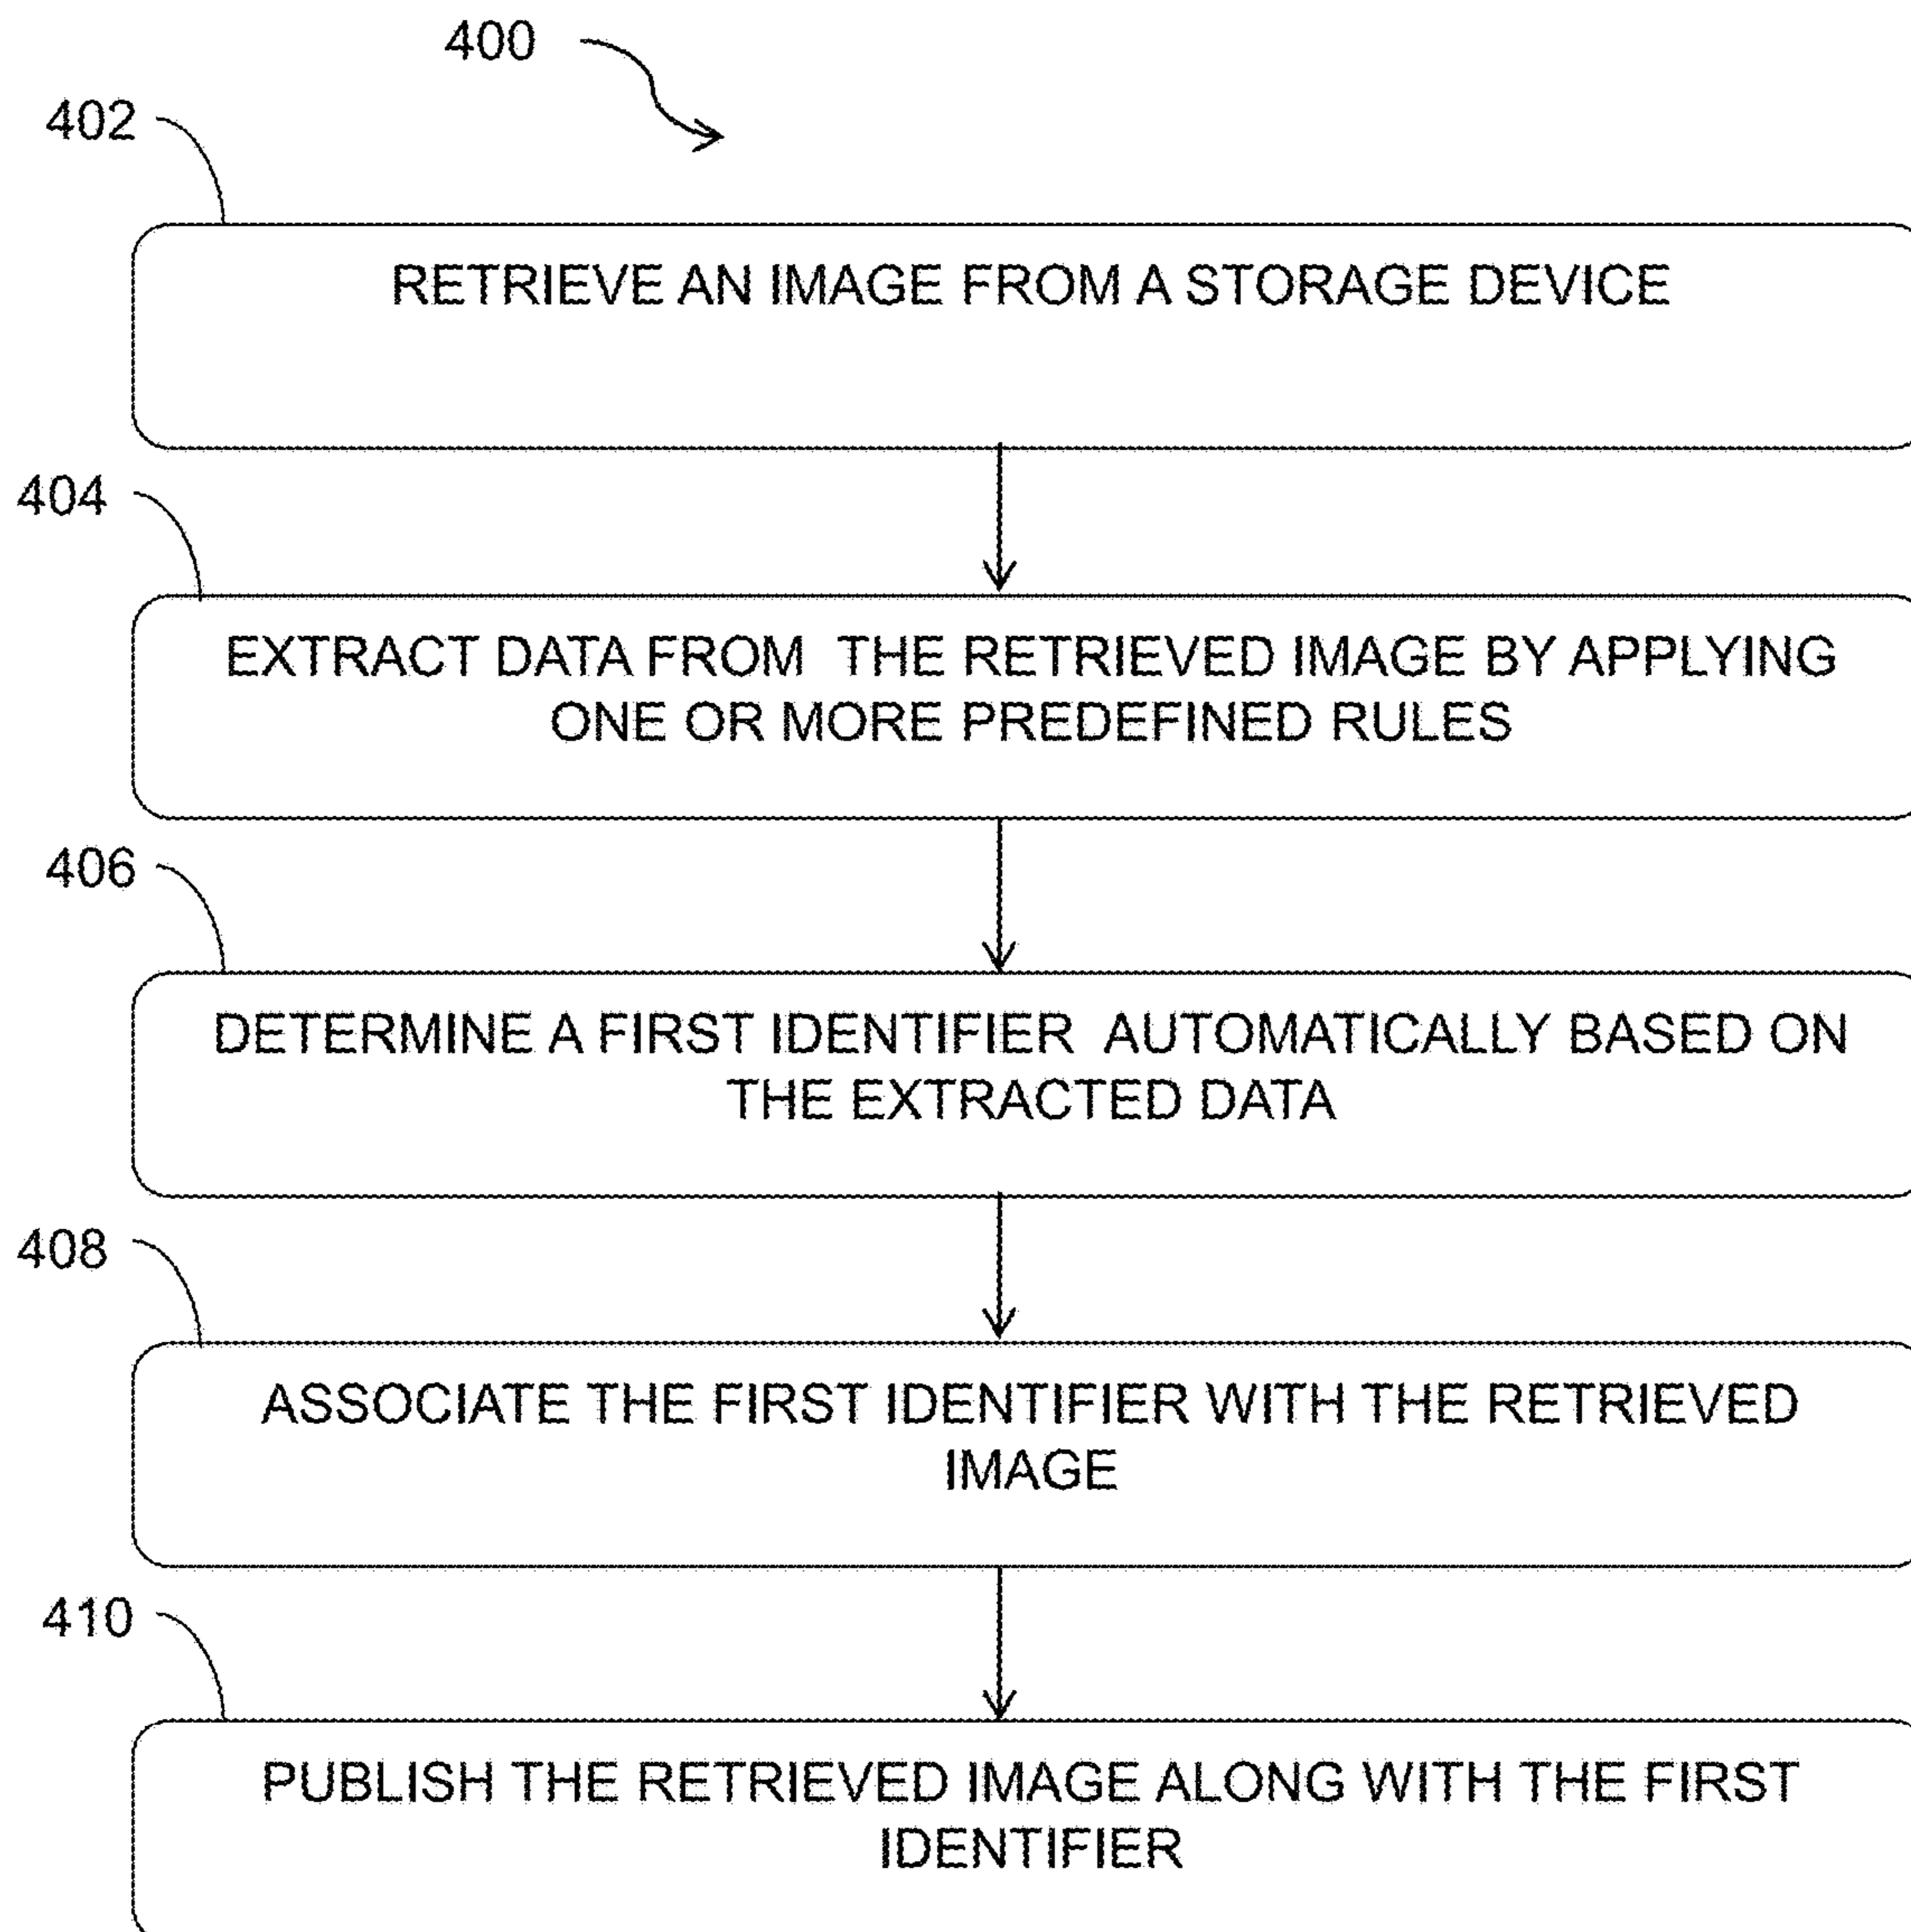 400
402
RETRIEVE AN IMAGE FROM A STORAGE DEVICE
404
EXTRACT DATA FROM THE RETRIEVED IMAGE BY APPLYING
ONE OR MORE PREDEFINED RULES
406
DETERMINE A FIRST IDENTIFIER AUTOMATICALLY BASED ON
THE EXTRACTED DATA
408
ASSOCIATE THE FIRST IDENTIFIER WITH THE RETRIEVED
IMAGE
410
PUBLISH THE RETRIEVED IMAGE ALONG WITH THE FIRST
IDENTIFIER